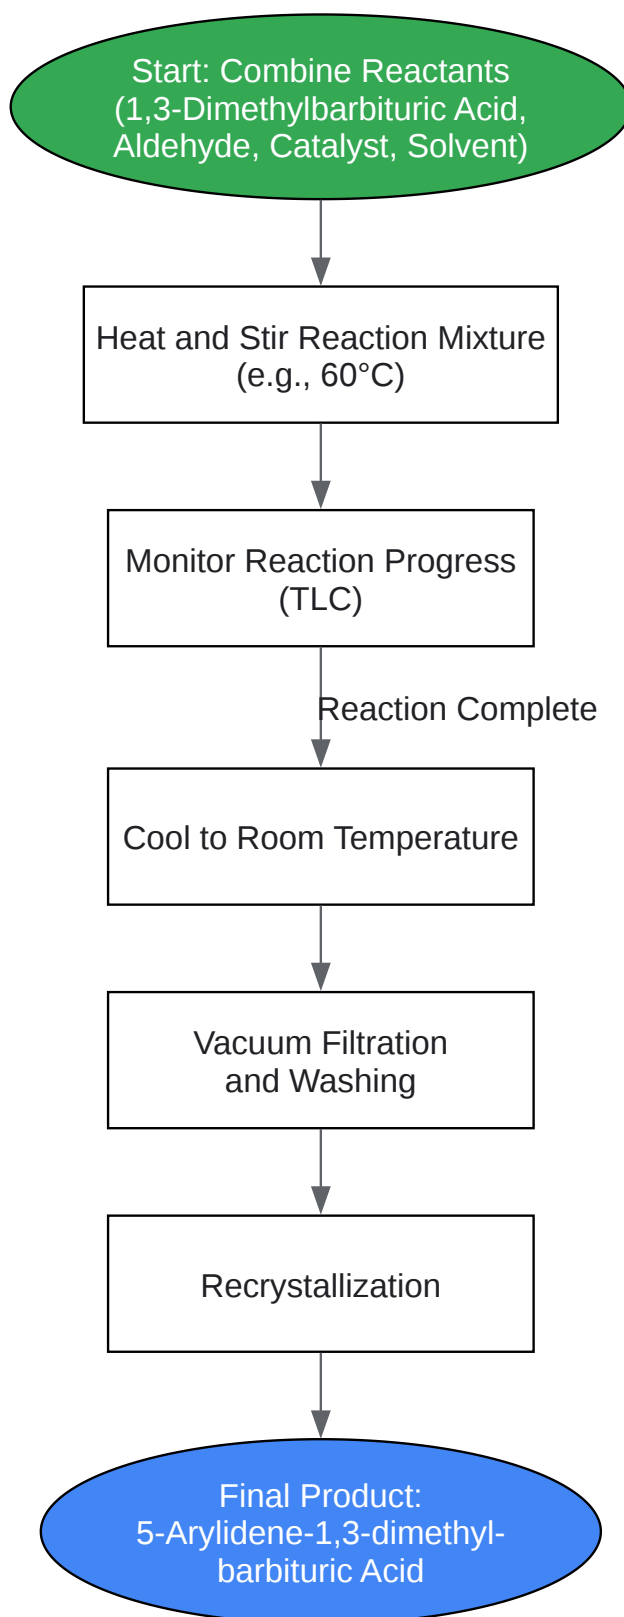 Start: Combine Reactants
(1,3-Dimethylbarbituric Acid,
Aldehyde, Catalyst, Solvent)
Heat and Stir Reaction Mixture
(e.g., 60°C)
Monitor Reaction Progress
(TLC)
Reaction Complete
Cool to Room Temperature
Vacuum Filtration
and Washing
Recrystallization
Final Product:
5-Arylidene-1,3-dimethyl-
barbituric Acid